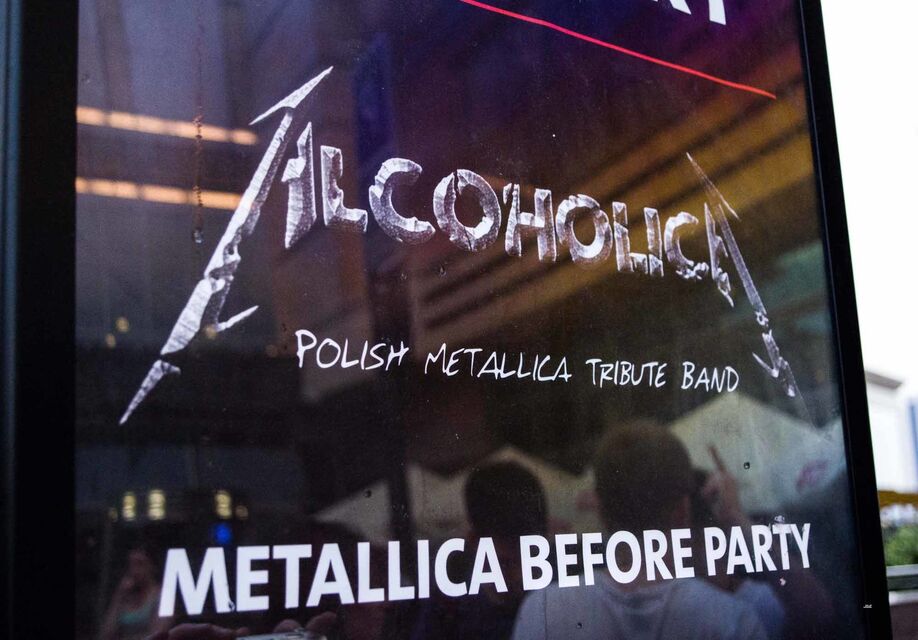 ALCOHOLICA
POLISH METALLICA TRIBUTE BAND
METALLICA BEFORE PARTY